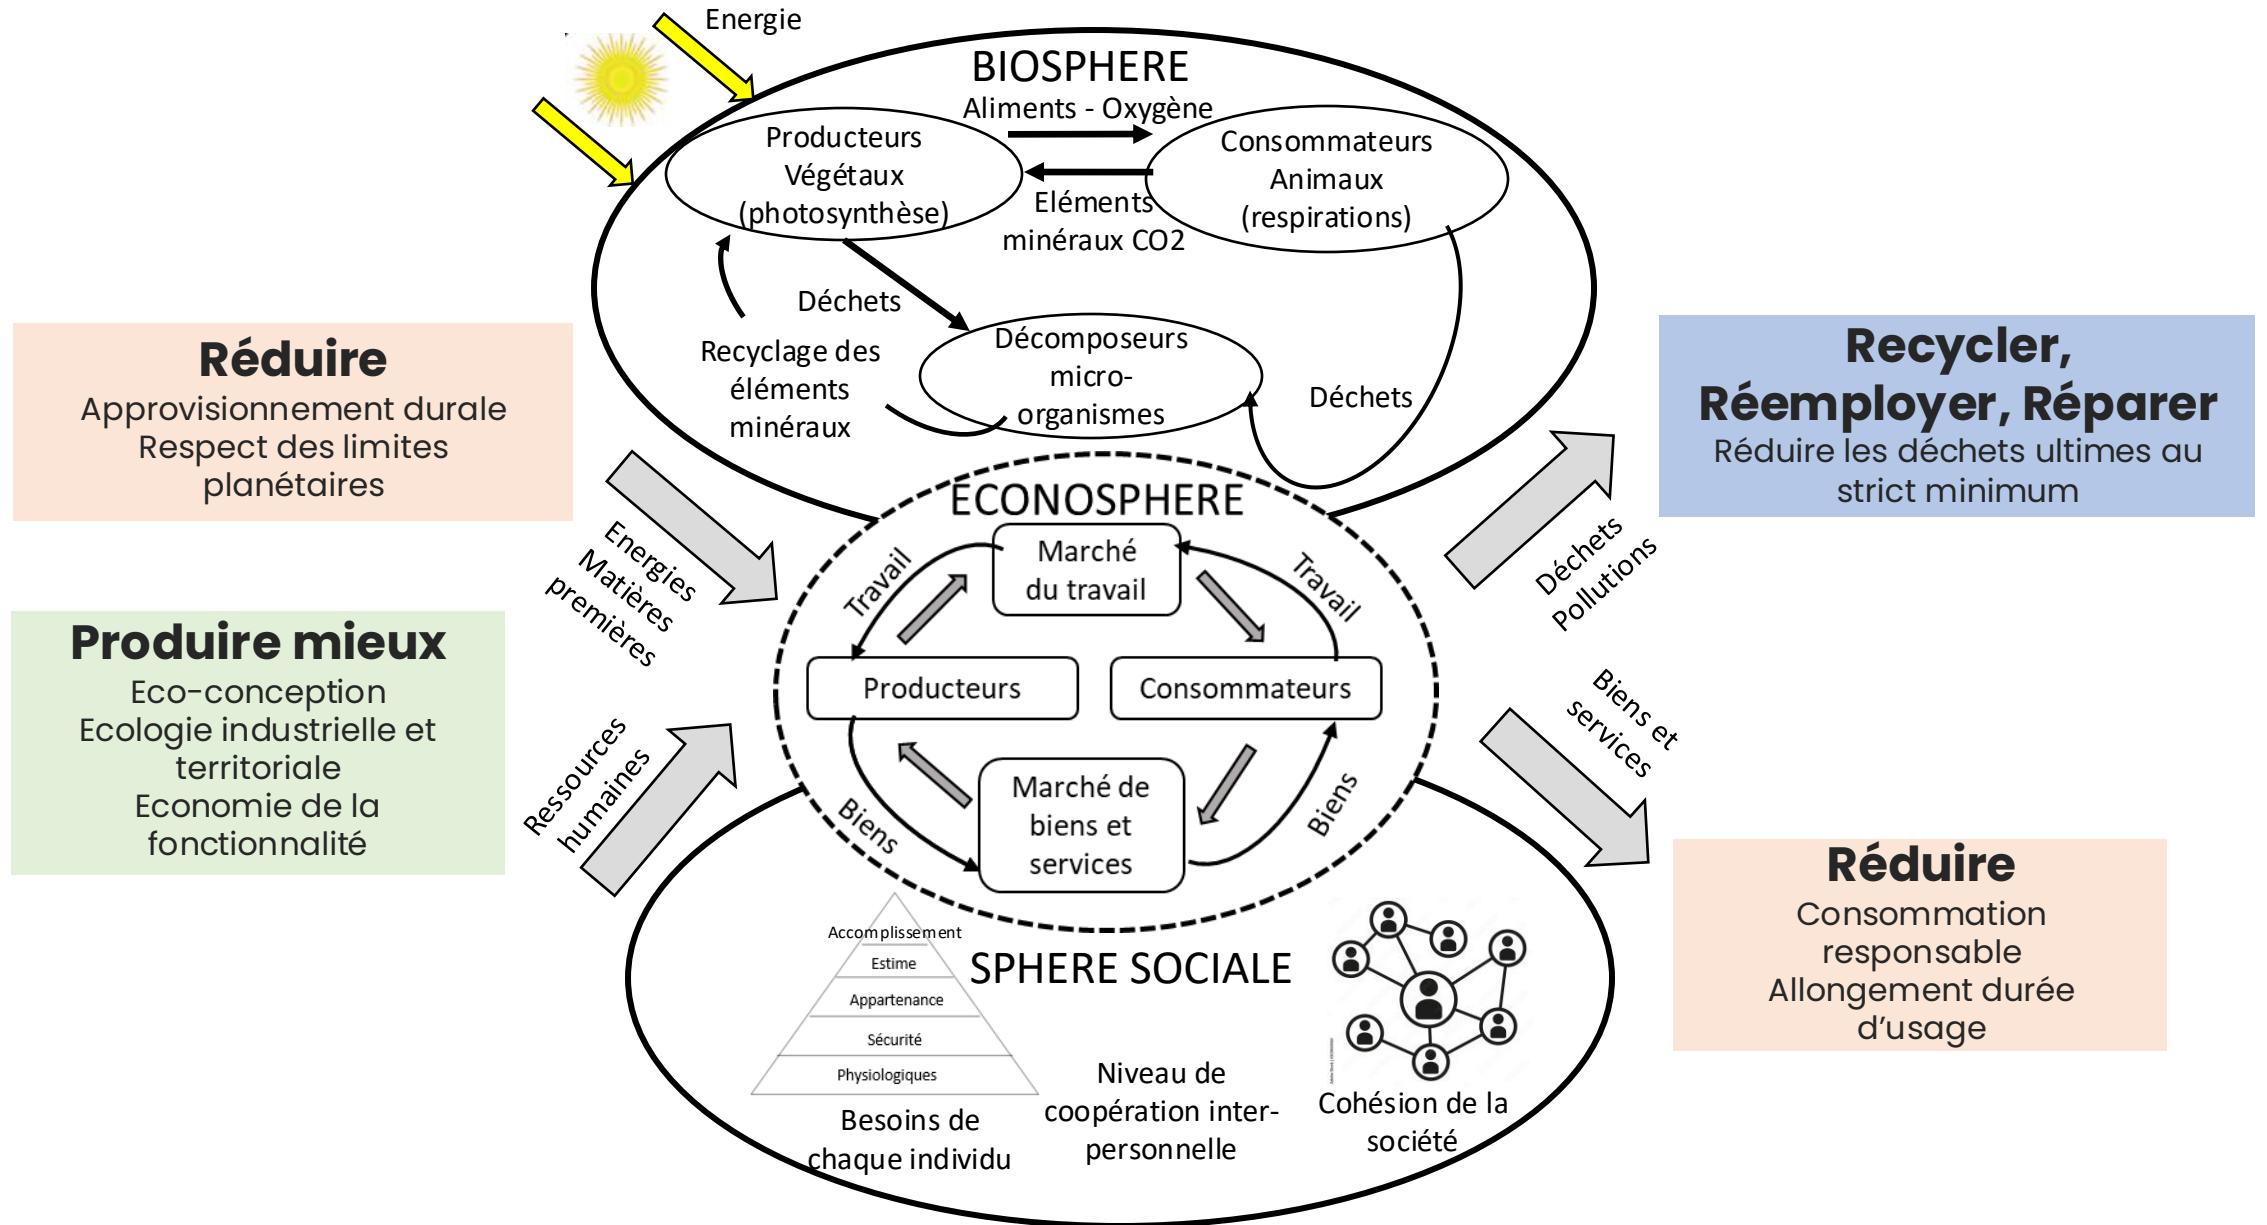 Energie
BIOSPHERE
Aliments - Oxygène
Producteurs
Végétaux
(photosynthèse)
Consommateurs
Animaux
(respirations)
Eléments
minéraux CO2
Déchets
Recyclage des
éléments
minéraux
Décomposeurs
micro-
organismes
Déchets
Réduire
Approvisionnement durale
Respect des limites
planétaires
Recycler,
Réemployer, Réparer
Réduire les déchets ultimes au
strict minimum
Energies
Matières
premières
Déchets
Pollutions
ECONOSPHERE
Marché
du travail
Travail
Travail
Producteurs
Consommateurs
Marché de
biens et
services
Biens
Biens
Produire mieux
Eco-conception
Ecologie industrielle et
territoriale
Economie de la
fonctionnalité
Ressources
humaines
Biens et
services
Réduire
Consommation
responsable
Allongement durée
d’usage
SPHERE SOCIALE
Accomplissement
Estime
Appartenance
Sécurité
Physiologiques
Besoins de
chaque individu
Niveau de
coopération inter-
personnelle
Cohésion de la
société